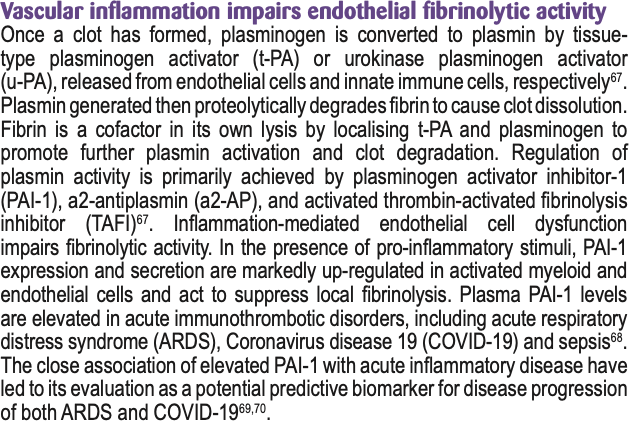 Vascular inflammation impairs endothelial fibrinolytic activity
Once a clot has formed, plasminogen is converted to plasmin by tissue-
type plasminogen activator (t-PA) or urokinase plasminogen activator
(u-PA), released from endothelial cells and innate immune cells, respectively67.
Plasmin generated then proteolytically degrades fibrin to cause clot dissolution.
Fibrin is a cofactor in its own lysis by localising t-PA and plasminogen to
promote further plasmin activation and clot degradation. Regulation of
plasmin activity is primarily achieved by plasminogen activator inhibitor-1
(PAI-1), a2-antiplasmin (a2-AP), and activated thrombin-activated fibrinolysis
inhibitor (TAFI)67. Inflammation-mediated endothelial cell dysfunction
impairs fibrinolytic activity. In the presence of pro-inflammatory stimuli, PAI-1
expression and secretion are markedly up-regulated in activated myeloid and
endothelial cells and act to suppress local fibrinolysis. Plasma PAI-1 levels
are elevated in acute immunothrombotic disorders, including acute respiratory
distress syndrome (ARDS), Coronavirus disease 19 (COVID-19) and sepsis68.
The close association of elevated PAI-1 with acute inflammatory disease have
led to its evaluation as a potential predictive biomarker for disease progression
of both ARDS and COVID-1969,70.